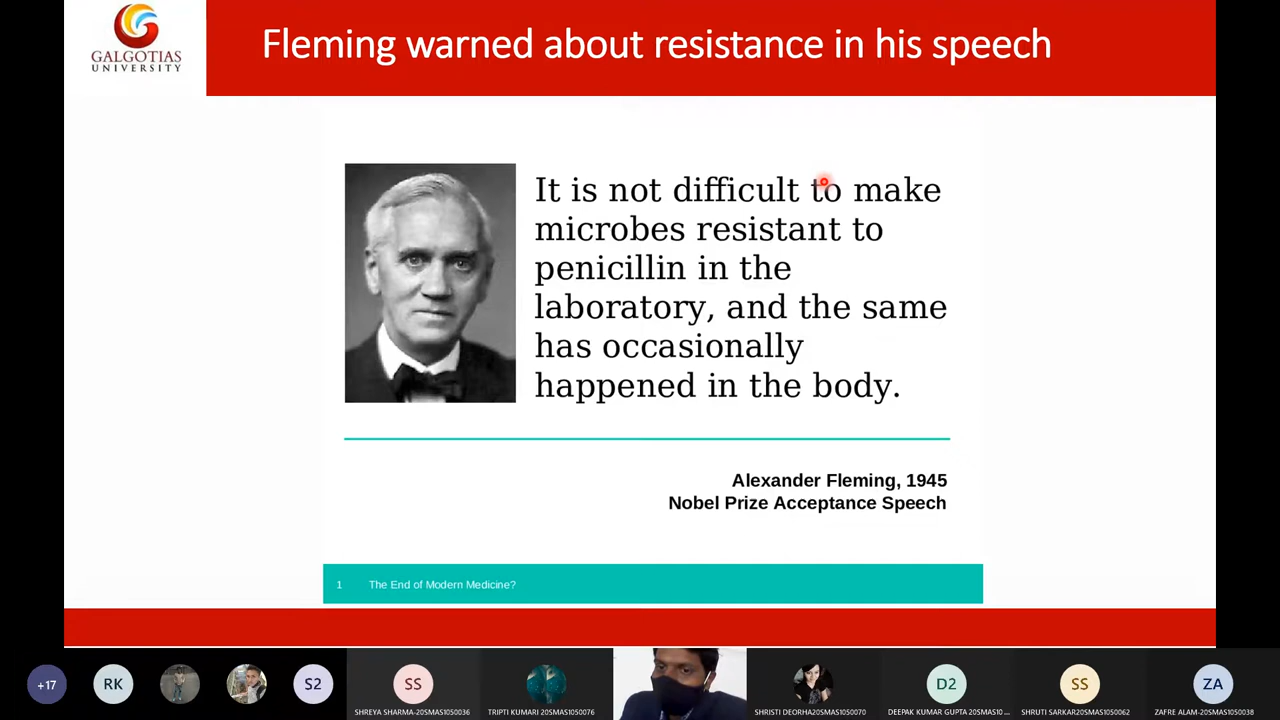 GALGOTIAS
UNIVERSITY
Fleming warned about resistance in his speech
It is not difficult to make
microbes resistant to
penicillin in the
laboratory, and the same
has occasionally
happened in the body.
Alexander Fleming, 1945
Nobel Prize Acceptance Speech
1 The End of Modern Medicine?
+17
RK
S2
SS
SHREYA SHARMA-20SMAS1050036
TRIPTI KUMARI 20SMAS1050076
SHRISTI DEORHA20SMAS1050070
D2
DEEPAK KUMAR GUPTA 20SMAS10 ...
SS
SHRUTI SARKAR20SMAS1050062
ZA
ZAFRE ALAM-20SMAS1050038